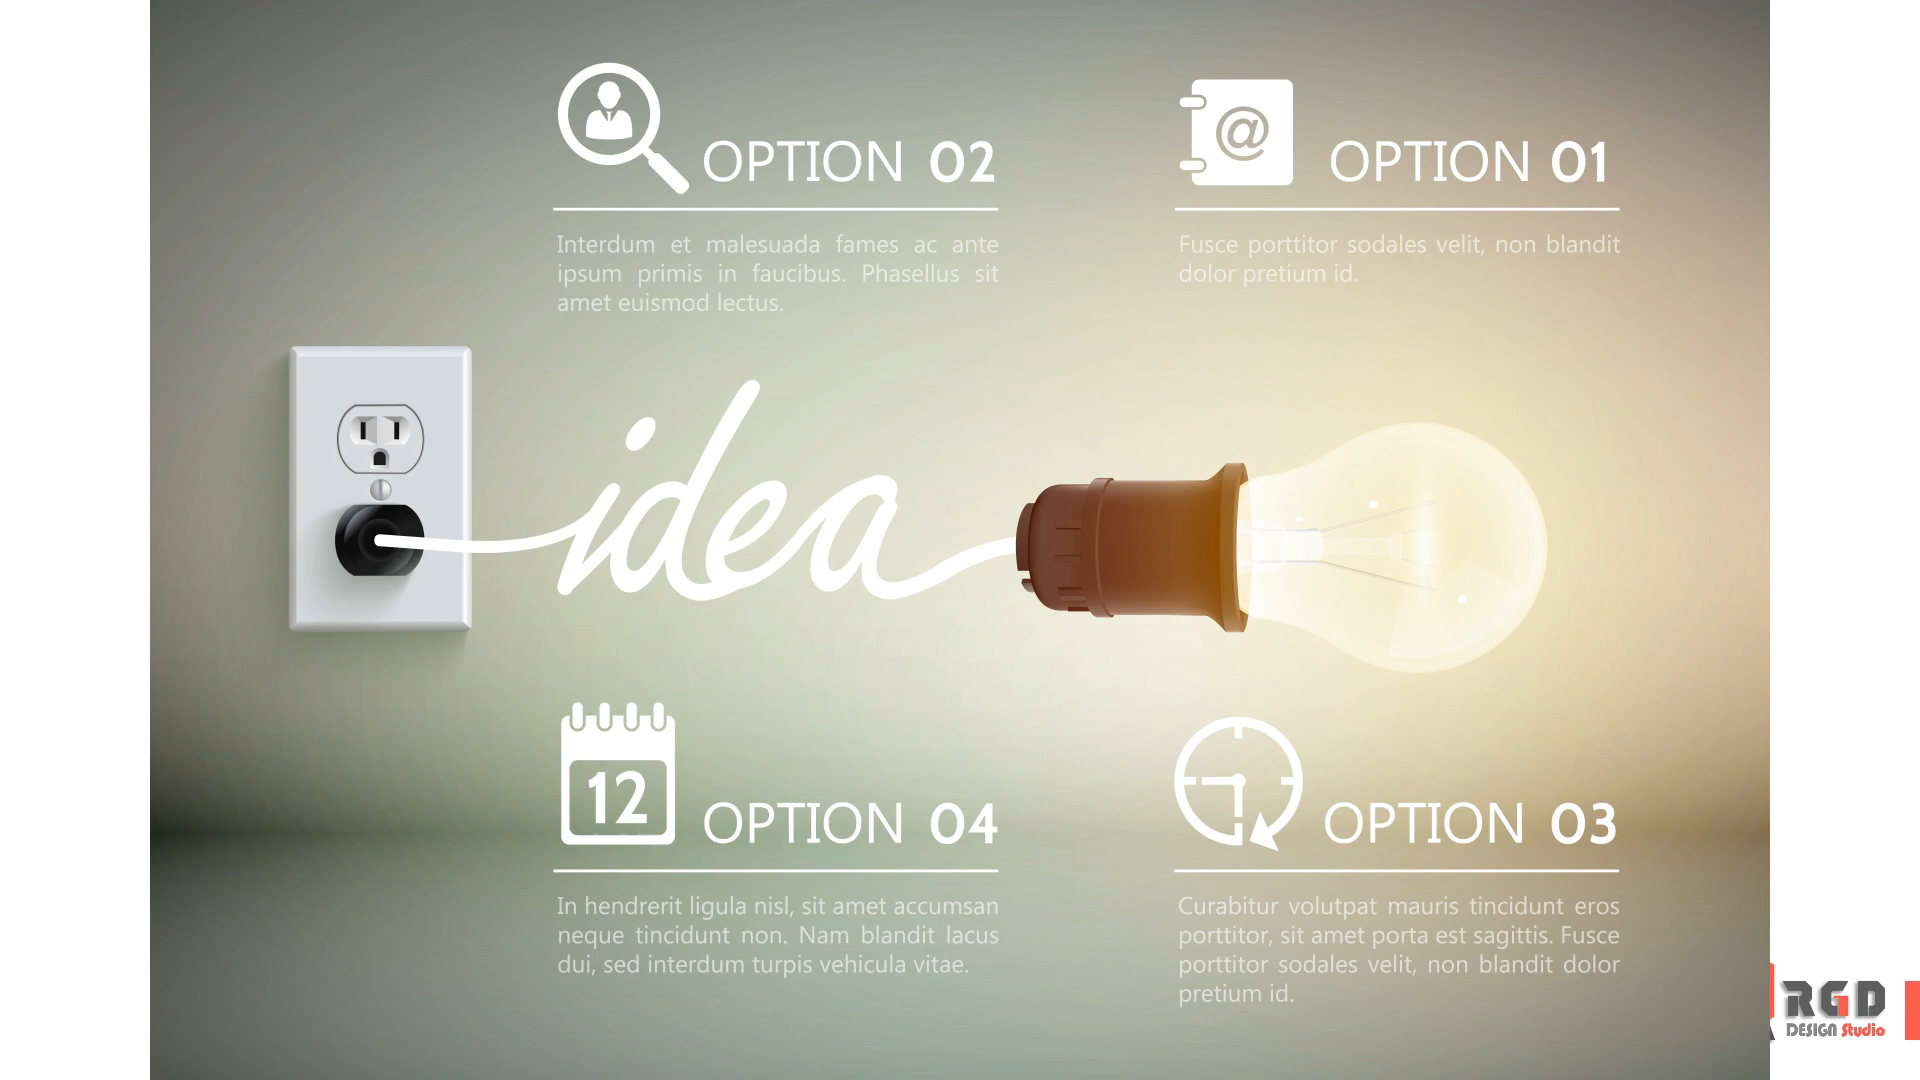 OPTION 02
Interdum et malesuada fames ac ante
ipsum primis in faucibus. Phasellus sit
amet euismod lectus.
@
OPTION 01
Fusce porttitor sodales velit, non blandit
dolor pretium id.
idea
12
OPTION 04
In hendrerit ligula nisl, sit amet accumsan
neque tincidunt non. Nam blandit lacus
dui, sed interdum turpis vehicula vitae.
OPTION 03
Curabitur volutpat mauris tincidunt eros
porttitor, sit amet porta est sagittis. Fusce
porttitor sodales velit, non blandit dolor
pretium id.
RGD
DESIGN Studio